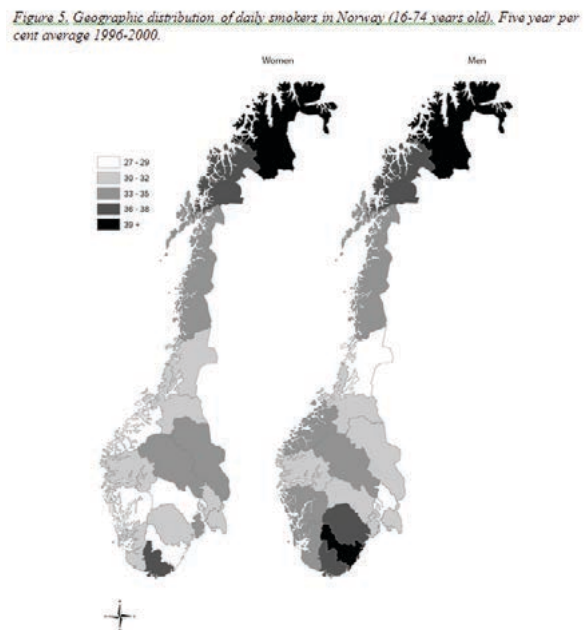 Figure 5. Geographic distribution of daily smokers in Norway (16-74 years old). Five year per
cent average 1996-2000.
Women
Men
27 - 29
30 - 32
33 - 35
36 - 38
39 +